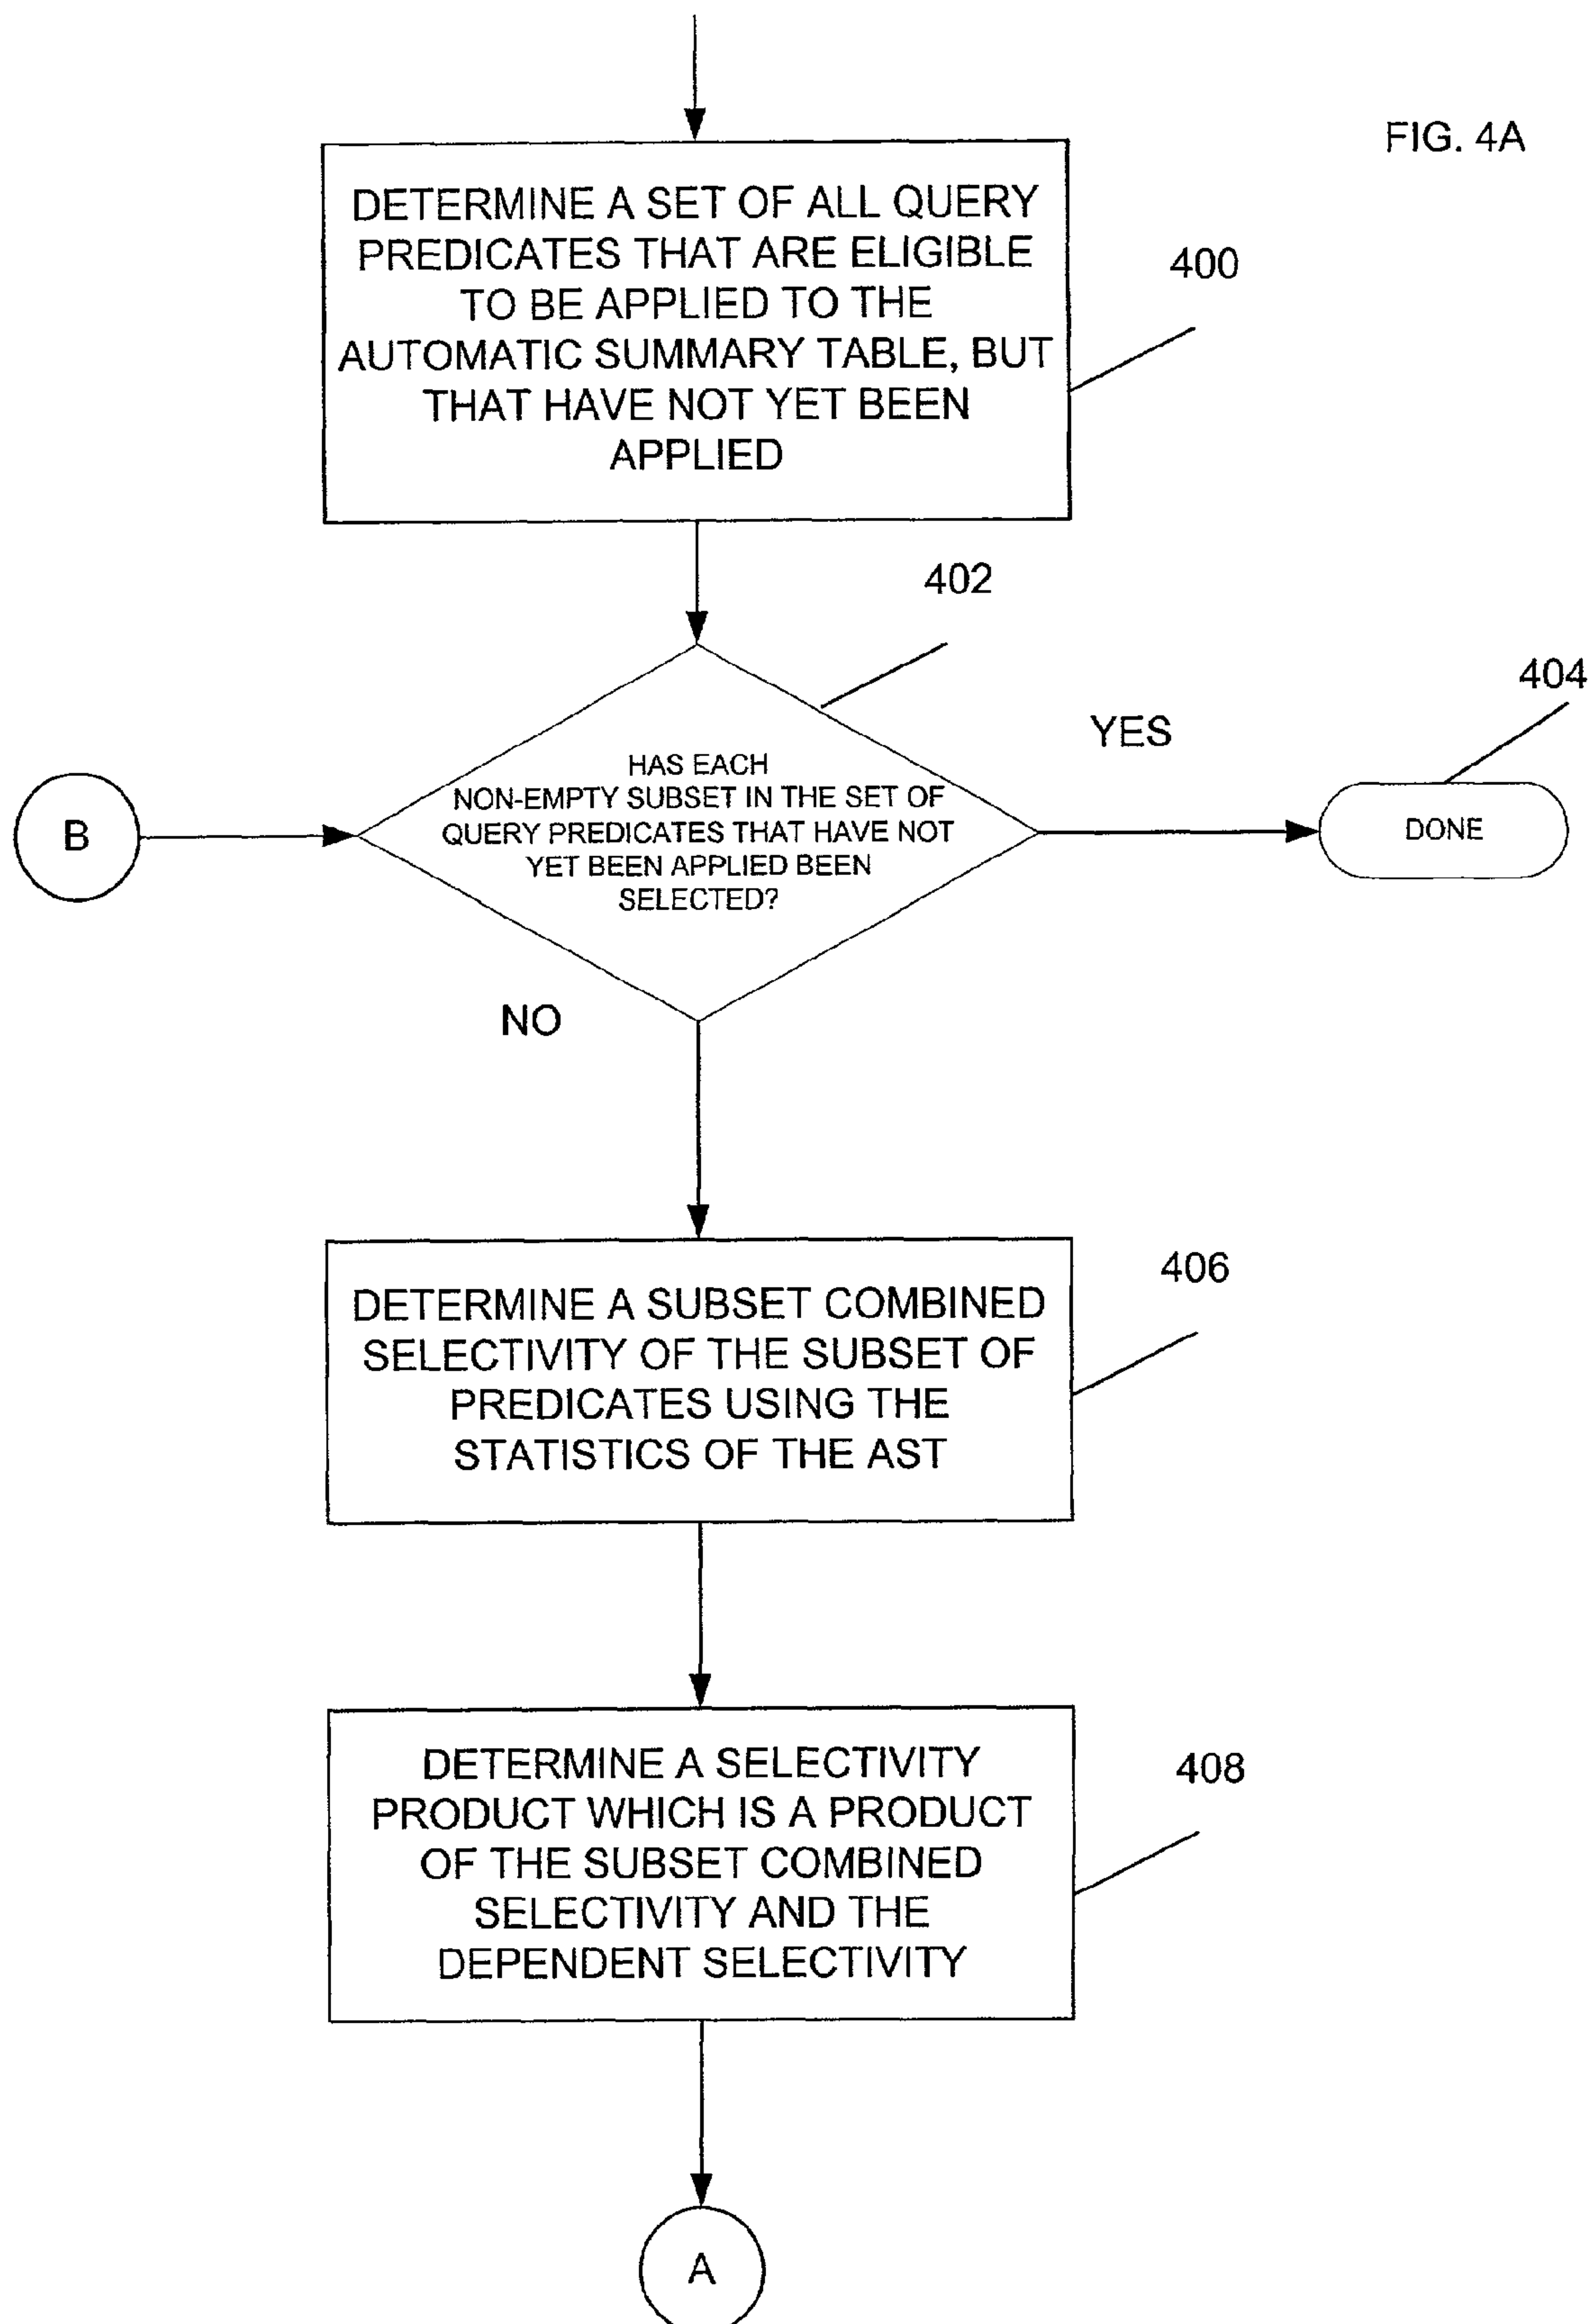 FIG. 4A
DETERMINE A SET OF ALL QUERY
PREDICATES THAT ARE ELIGIBLE
TO BE APPLIED TO THE
AUTOMATIC SUMMARY TABLE, BUT
THAT HAVE NOT YET BEEN
APPLIED
400
402
HAS EACH
NON-EMPTY SUBSET IN THE SET OF
QUERY PREDICATES THAT HAVE NOT
YET BEEN APPLIED BEEN
SELECTED?
B
YES
404
DONE
NO
DETERMINE A SUBSET COMBINED
SELECTIVITY OF THE SUBSET OF
PREDICATES USING THE
STATISTICS OF THE AST
406
DETERMINE A SELECTIVITY
PRODUCT WHICH IS A PRODUCT
OF THE SUBSET COMBINED
SELECTIVITY AND THE
DEPENDENT SELECTIVITY
408
A